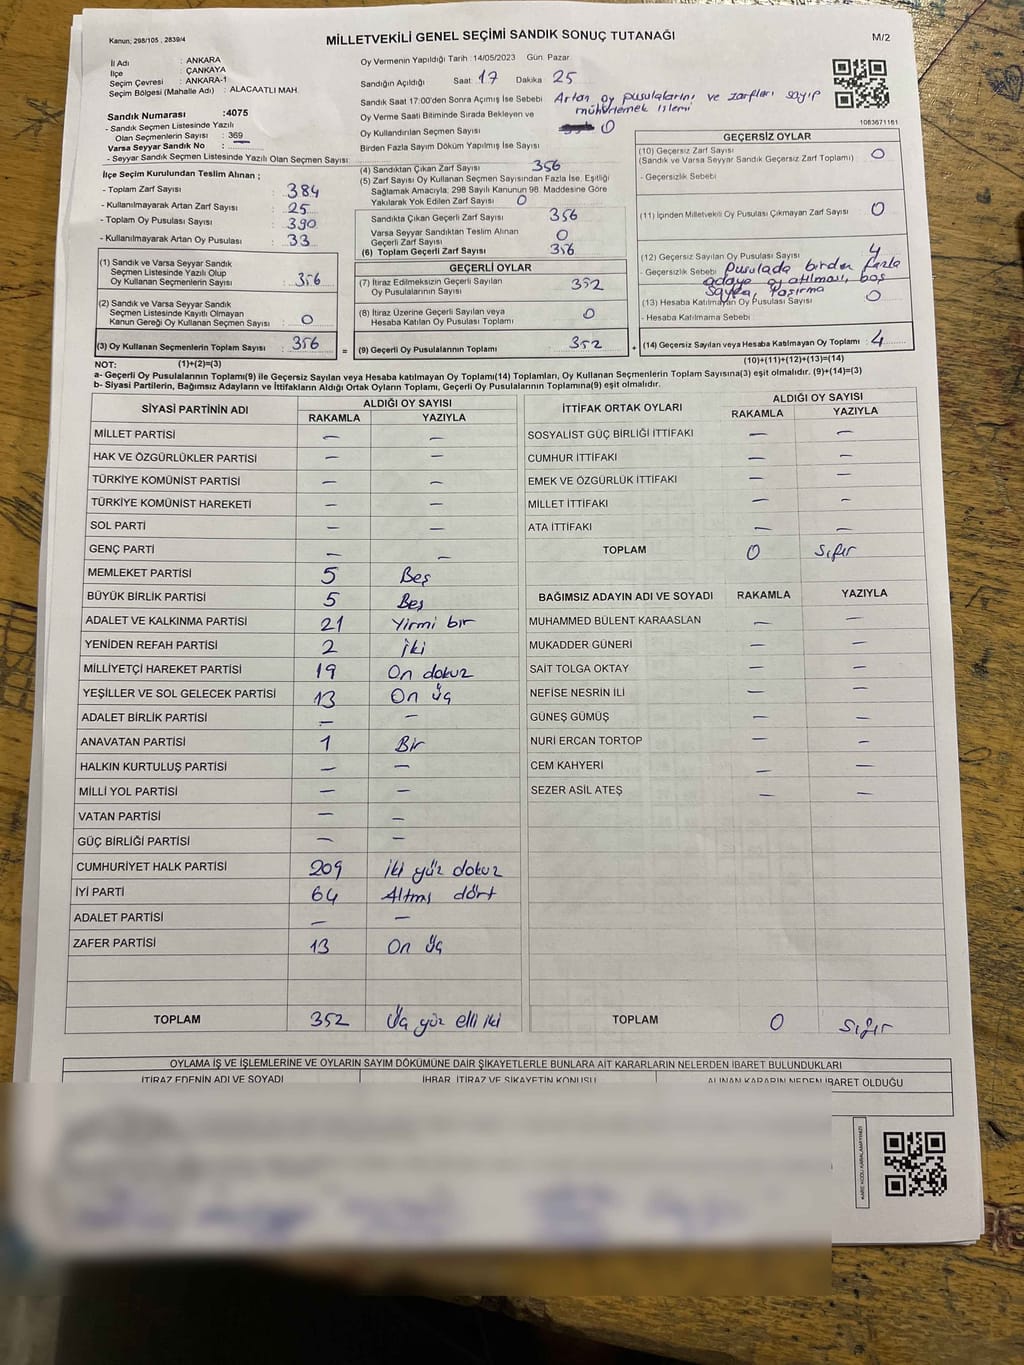 Kanun; 298/105 , 2839/4
MİLLETVEKİLİ GENEL SEÇİMİ SANDIK SONUÇ TUTANAĞI
M/2
İl Adı : ANKARA
İlçe : ÇANKAYA
Seçim Çevresi : ANKARA-1
Seçim Bölgesi (Mahalle Adı) : ALACAATLI MAH.
Sandık Numarası :4075
- Sandık Seçmen Listesinde Yazılı
Olan Seçmenlerin Sayısı : 369
Varsa Seyyar Sandık No :
- Seyyar Sandık Seçmen Listesinde Yazılı Olan Seçmen Sayısı:
Oy Vermenin Yapıldığı Tarih :14/05/2023 Gün: Pazar
Sandığın Açıldığı Saat: 17 Dakika 25
Sandık Saat 17:00'den Sonra Açımış İse Sebebi Artan oy pusulalarını ve zarfları sayıp
mühürlemek işlemi
Oy Verme Saati Bitiminde Sırada Bekleyen ve
Oy Kullandırılan Seçmen Sayısı 0
Birden Fazla Sayım Döküm Yapılmış İse Sayısı
1083671161
İlçe Seçim Kurulundan Teslim Alınan ;
- Toplam Zarf Sayısı : 384
- Kullanılmayarak Artan Zarf Sayısı : 25
- Toplam Oy Pusulası Sayısı : 390
- Kullanılmayarak Artan Oy Pusulası : 33
(1) Sandık ve Varsa Seyyar Sandık
Seçmen Listesinde Yazılı Olup
Oy Kullanan Seçmenlerin Sayısı : 356
(2) Sandık ve Varsa Seyyar Sandık
Seçmen Listesinde Kayıtlı Olmayan
Kanun Gereği Oy Kullanan Seçmen Sayısı : 0
(3) Oy Kullanan Seçmenlerin Toplam Sayısı : 356
(4) Sandıktan Çıkan Zarf Sayısı 356
(5) Zarf Sayısı Oy Kullanan Seçmen Sayısından Fazla İse, Eşitliği
Sağlamak Amacıyla; 298 Sayılı Kanunun 98. Maddesine Göre
Yakılarak Yok Edilen Zarf Sayısı : 0
Sandıkta Çıkan Geçerli Zarf Sayısı 356
Varsa Seyyar Sandıktan Teslim Alınan
Geçerli Zarf Sayısı 0
(6) Toplam Geçerli Zarf Sayısı 356
GEÇERLİ OYLAR
(7) İtiraz Edilmeksizin Geçerli Sayılan
Oy Pusulalarının Sayısı 352
(8) İtiraz Üzerine Geçerli Sayılan veya
Hesaba Katılan Oy Pusulası Toplamı 0
= (9) Geçerli Oy Pusulalarının Toplamı 352
GEÇERSİZ OYLAR
(10) Geçersiz Zarf Sayısı
(Sandık ve Varsa Seyyar Sandık Geçersiz Zarf Toplamı) 0
- Geçersizlik Sebebi
(11) İçinden Milletvekili Oy Pusulası Çıkmayan Zarf Sayısı 0
(12) Geçersiz Sayılan Oy Pusulası Sayısı 4
- Geçersizlik Sebebi Pusulada birden fazla
adaya oy atılması, boş
(13) Hesaba Katılmayan Oy Pusulası Sayısı 0
- Hesaba Katılmama Sebebi
+ (14) Geçersiz Sayılan veya Hesaba Katılmayan Oy Toplamı : 4
NOT: (1)+(2)=(3) (10)+(11)+(12)+(13)=(14)
a- Geçerli Oy Pusulalarının Toplam(9) ile Geçersiz Sayılan veya Hesaba Katılmayan Oy Toplamı(14) Toplamları, Oy Kullanan Seçmenlerin Toplam Sayısına(3) eşit olmalıdır. (9)+(14)=(3)
b- Siyasi Partilerin, Bağımsız Adayların ve İttifakların Aldığı Ortak Oyların Toplamı, Geçerli Oy Pusulalarının Toplamına(9) eşit olmalıdır.
SİYASİ PARTİNİN ADI ALDIĞI OY SAYISI
RAKAMLA YAZIYLA
MİLLET PARTİSİ — —
HAK VE ÖZGÜRLÜKLER PARTİSİ — —
TÜRKİYE KOMÜNİST PARTİSİ — —
TÜRKİYE KOMÜNİST HAREKETİ — —
SOL PARTİ — —
GENÇ PARTİ — —
MEMLEKET PARTİSİ 5 Beş
BÜYÜK BİRLİK PARTİSİ 5 Beş
ADALET VE KALKINMA PARTİSİ 21 Yirmi bir
YENİDEN REFAH PARTİSİ 2 iki
MİLLİYETÇİ HAREKET PARTİSİ 19 On dokuz
YEŞİLLER VE SOL GELECEK PARTİSİ 13 On üç
ADALET BİRLİK PARTİSİ — —
ANAVATAN PARTİSİ 1 Bir
HALKIN KURTULUŞ PARTİSİ — —
MİLLİ YOL PARTİSİ — —
VATAN PARTİSİ — —
GÜÇ BİRLİĞİ PARTİSİ — —
CUMHURİYET HALK PARTİSİ 209 iki yüz dokuz
İYİ PARTİ 64 Altmış dört
ADALET PARTİSİ — —
ZAFER PARTİSİ 13 On üç
TOPLAM 352 Üç yüz elli iki
İTTİFAK ORTAK OYLARI ALDIĞI OY SAYISI
RAKAMLA YAZIYLA
SOSYALIST GÜÇ BİRLİĞİ İTTİFAKI — —
CUMHUR İTTİFAKI — —
EMEK VE ÖZGÜRLÜK İTTİFAKI — —
MİLLET İTTİFAKI — —
ATA İTTİFAKI — —
TOPLAM 0 sıfır
BAĞIMSIZ ADAYIN ADI VE SOYADI RAKAMLA YAZIYLA
MUHAMMED BÜLENT KARAASLAN — —
MUKADDER GÜNERİ — —
SAİT TOLGA OKTAY — —
NEFİSE NESRİN İLİ — —
GÜNEŞ GÜMÜŞ — —
NURİ ERCAN TORTOP — —
CEM KAHYERİ — —
SEZER ASİL ATEŞ — —
TOPLAM 0 sıfır
OYLAMA İŞ VE İŞLEMLERİNE VE OYLARIN SAYIM DÖKÜMÜNE DAİR ŞİKAYETLERLE BUNLARA AİT KARARLARIN NELERDEN İBARET BULUNDUKLARI
İTİRAZ EDENİN ADI VE SOYADI İHBAR, İTİRAZ VE ŞİKAYETİN KONUSU ALINAN KARARIN NEDEN İBARET OLDUĞU
KARE KODU KARALAMAYINIZ!